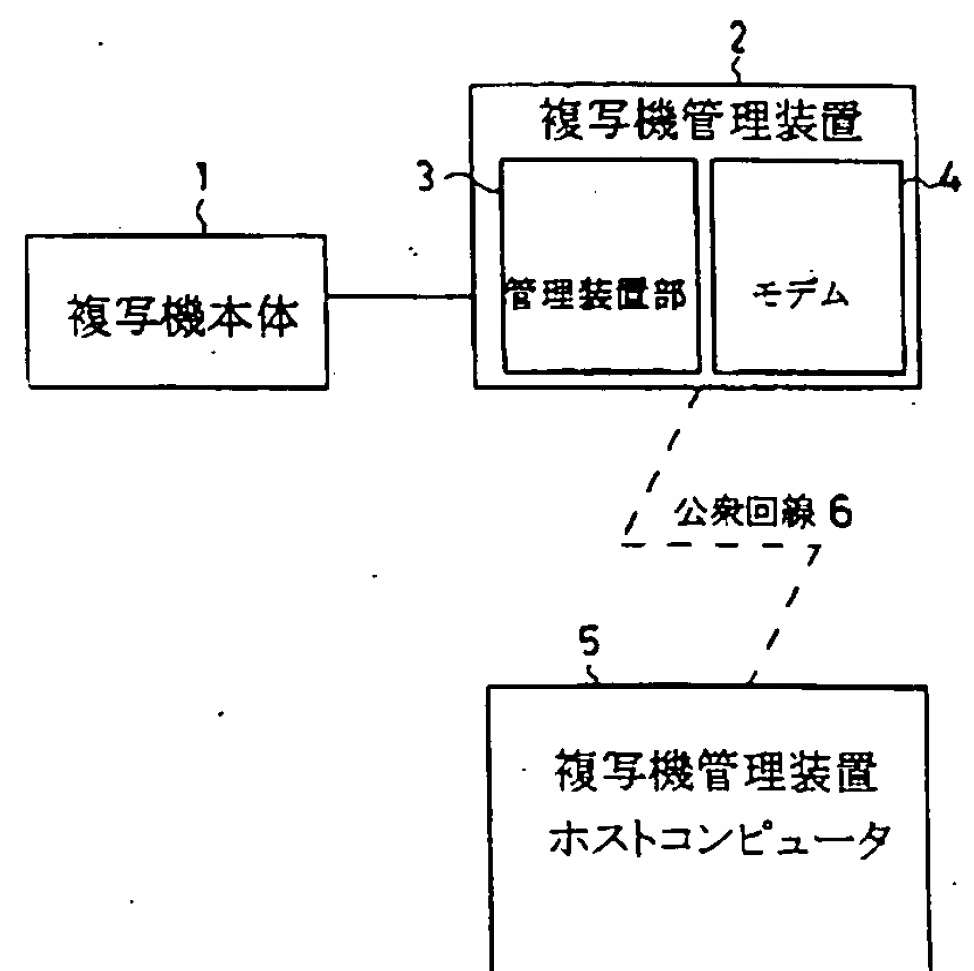 2
複写機管理装置
1
3
4
複写機本体
管理装置部
モデム
公衆回線 6
5
複写機管理装置
ホストコンピュータ